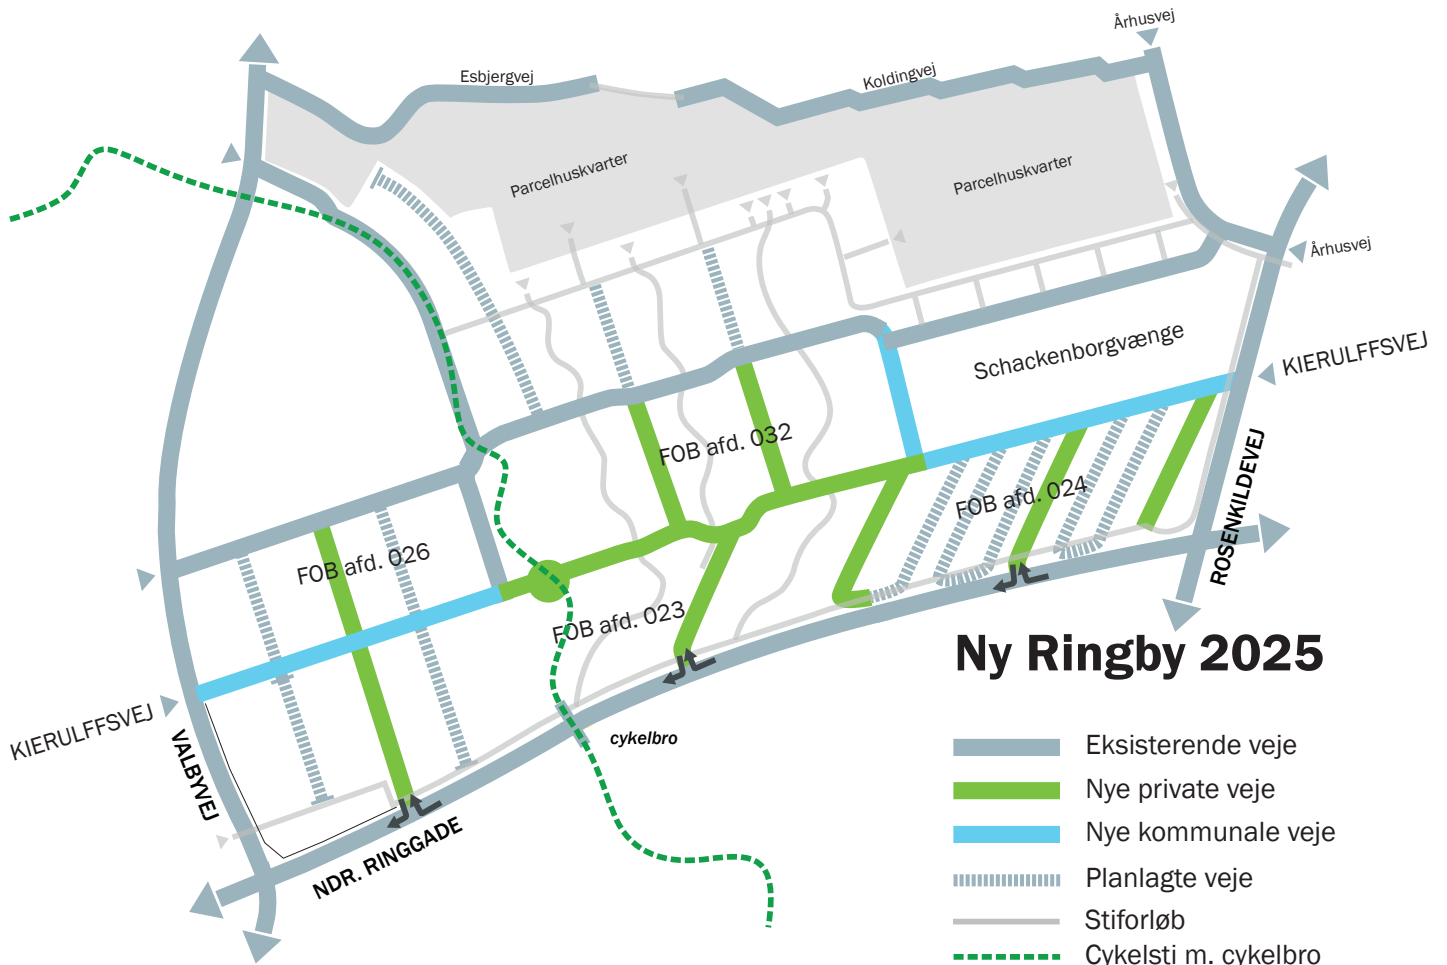 Århusvej
Esbjergvej
Koldingvej
Parcelhuskvarter
Parcelhuskvarter
Århusvej
Schackenborgvænge
KIERULFFSVEJ
FOB afd. 032
FOB afd. 024
ROSENKILDEVEJ
FOB afd. 026
FOB afd. 023
KIERULFFSVEJ
VALBYVEJ
cykelbro
NDR. RINGGADE
Ny Ringby 2025
Eksisterende veje
Nye private veje
Nye kommunale veje
Planlagte veje
Stiforløb
Cykelsti m. cykelbro